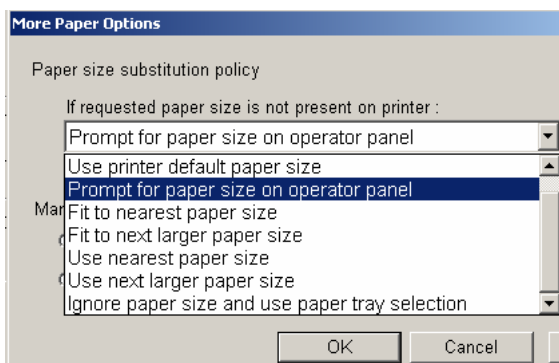 More Paper Options
Paper size substitution policy
If requested paper size is not present on printer :
Prompt for paper size on operator panel
Use printer default paper size
Prompt for paper size on operator panel
Fit to nearest paper size
Fit to next larger paper size
Use nearest paper size
Use next larger paper size
Ignore paper size and use paper tray selection
OK Cancel